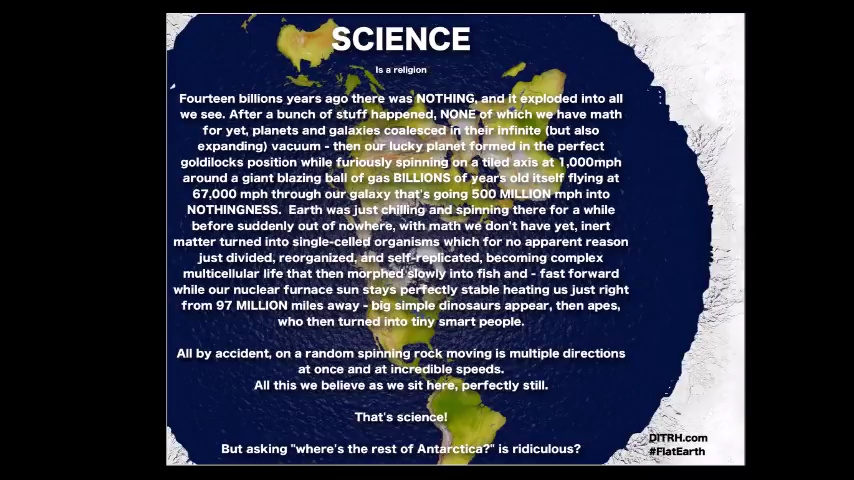 SCIENCE
Is a religion
Fourteen billions years ago there was NOTHING, and it exploded into all
we see. After a bunch of stuff happened, NONE of which we have math
for yet, planets and galaxies coalesced in their infinite (but also
expanding) vacuum - then our lucky planet formed in the perfect
goldilocks position while furiously spinning on a tiled axis at 1,000mph
around a giant blazing ball of gas BILLIONS of years old itself flying at
67,000 mph through our galaxy that's going 500 MILLION mph into
NOTHINGNESS. Earth was just chilling and spinning there for a while
before suddenly out of nowhere, with math we don't have yet, inert
matter turned into single-celled organisms which for no apparent reason
just divided, reorganized, and self-replicated, becoming complex
multicellular life that then morphed slowly into fish and - fast forward
while our nuclear furnace sun stays perfectly stable heating us just right
from 97 MILLION miles away - big simple dinosaurs appear, then apes,
who then turned into tiny smart people.
All by accident, on a random spinning rock moving is multiple directions
at once and at incredible speeds.
All this we believe as we sit here, perfectly still.
That's science!
But asking "where's the rest of Antarctica?" is ridiculous?
DITRH.com
#FlatEarth